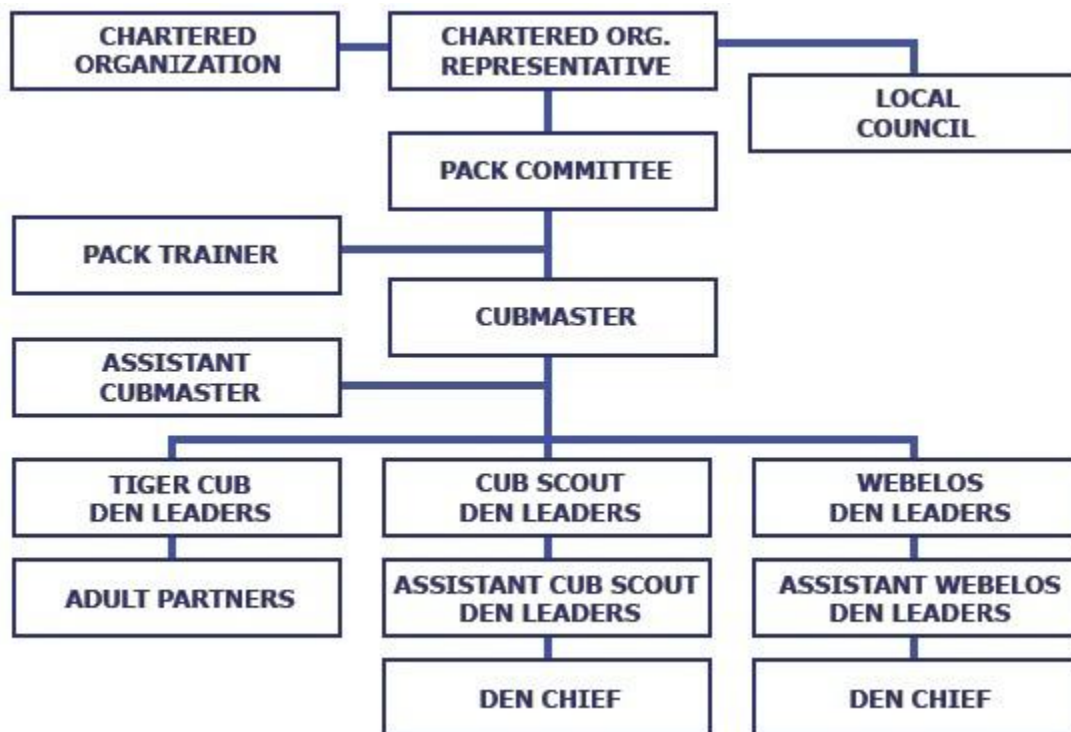 CHARTERED
ORGANIZATION
CHARTERED ORG.
REPRESENTATIVE
LOCAL
COUNCIL
PACK COMMITTEE
PACK TRAINER
CUBMASTER
ASSISTANT
CUBMASTER
TIGER CUB
DEN LEADERS
CUB SCOUT
DEN LEADERS
WEBELOS
DEN LEADERS
ADULT PARTNERS
ASSISTANT CUB SCOUT
DEN LEADERS
ASSISTANT WEBELOS
DEN LEADERS
DEN CHIEF
DEN CHIEF